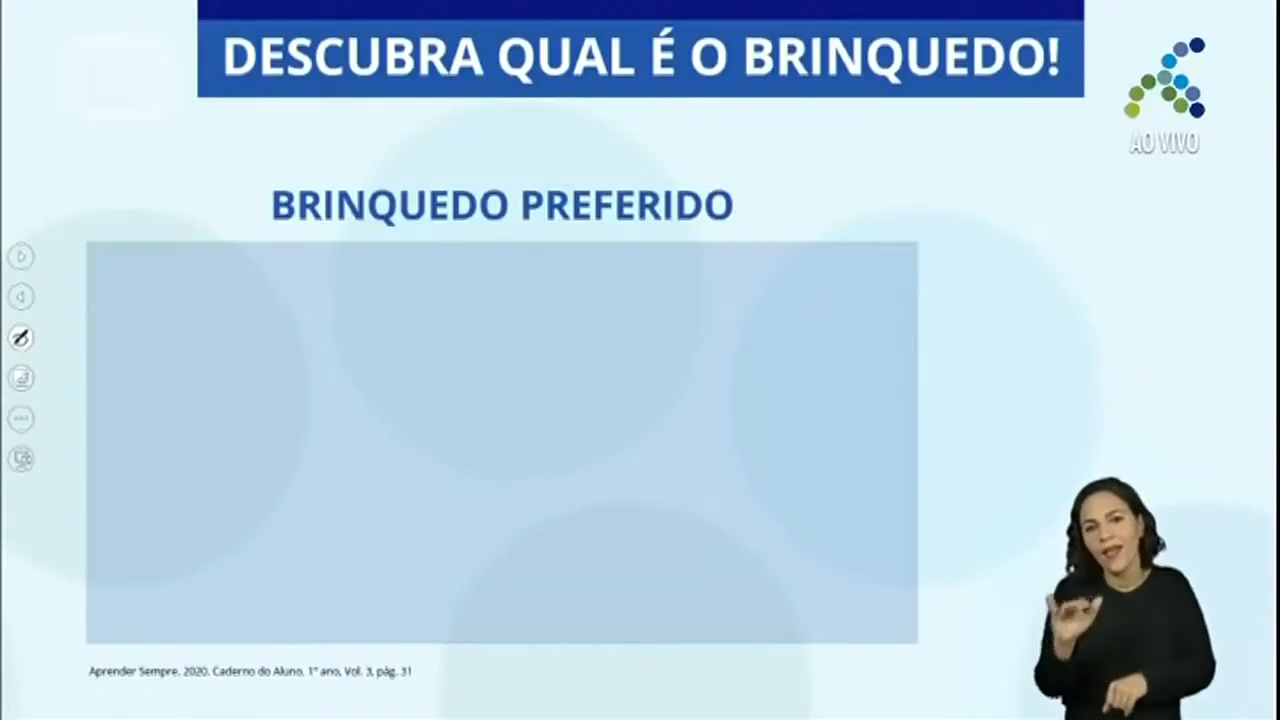 DESCUBRA QUAL É O BRINQUEDO!
AO VIVO
BRINQUEDO PREFERIDO
Aprender Sempre. 2020. Caderno do Aluno. 1º ano, Vol. 3, pág. 31